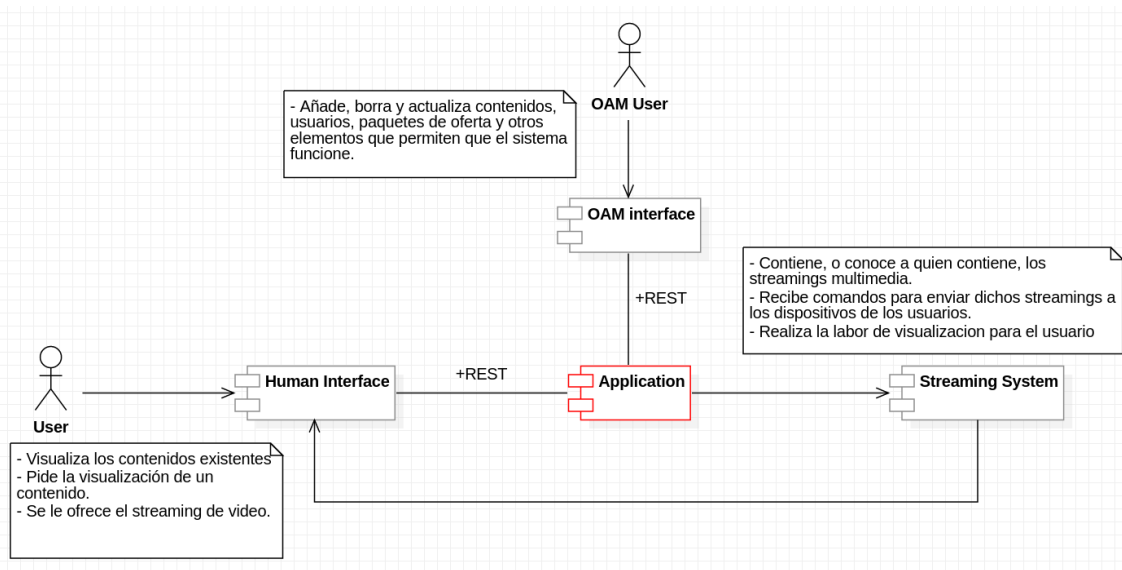 OAM User
- Añade, borra y actualiza contenidos,
usuarios, paquetes de oferta y otros
elementos que permiten que el sistema
funcione.
OAM interface
- Contiene, o conoce a quien contiene, los
streamings multimedia.
- Recibe comandos para enviar dichos streamings a
los dispositivos de los usuarios.
- Realiza la labor de visualizacion para el usuario
+REST
User
Human Interface
+REST
Application
Streaming System
- Visualiza los contenidos existentes
- Pide la visualización de un
contenido.
- Se le ofrece el streaming de video.